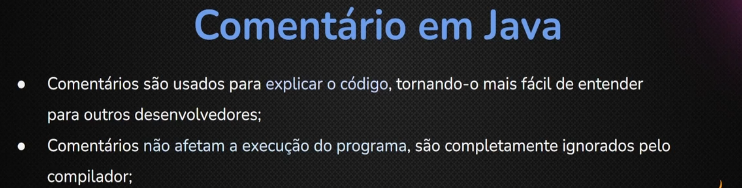 Comentário em Java
● Comentários são usados para explicar o código, tornando-o mais fácil de entender
para outros desenvolvedores;
● Comentários não afetam a execução do programa, são completamente ignorados pelo
compilador;